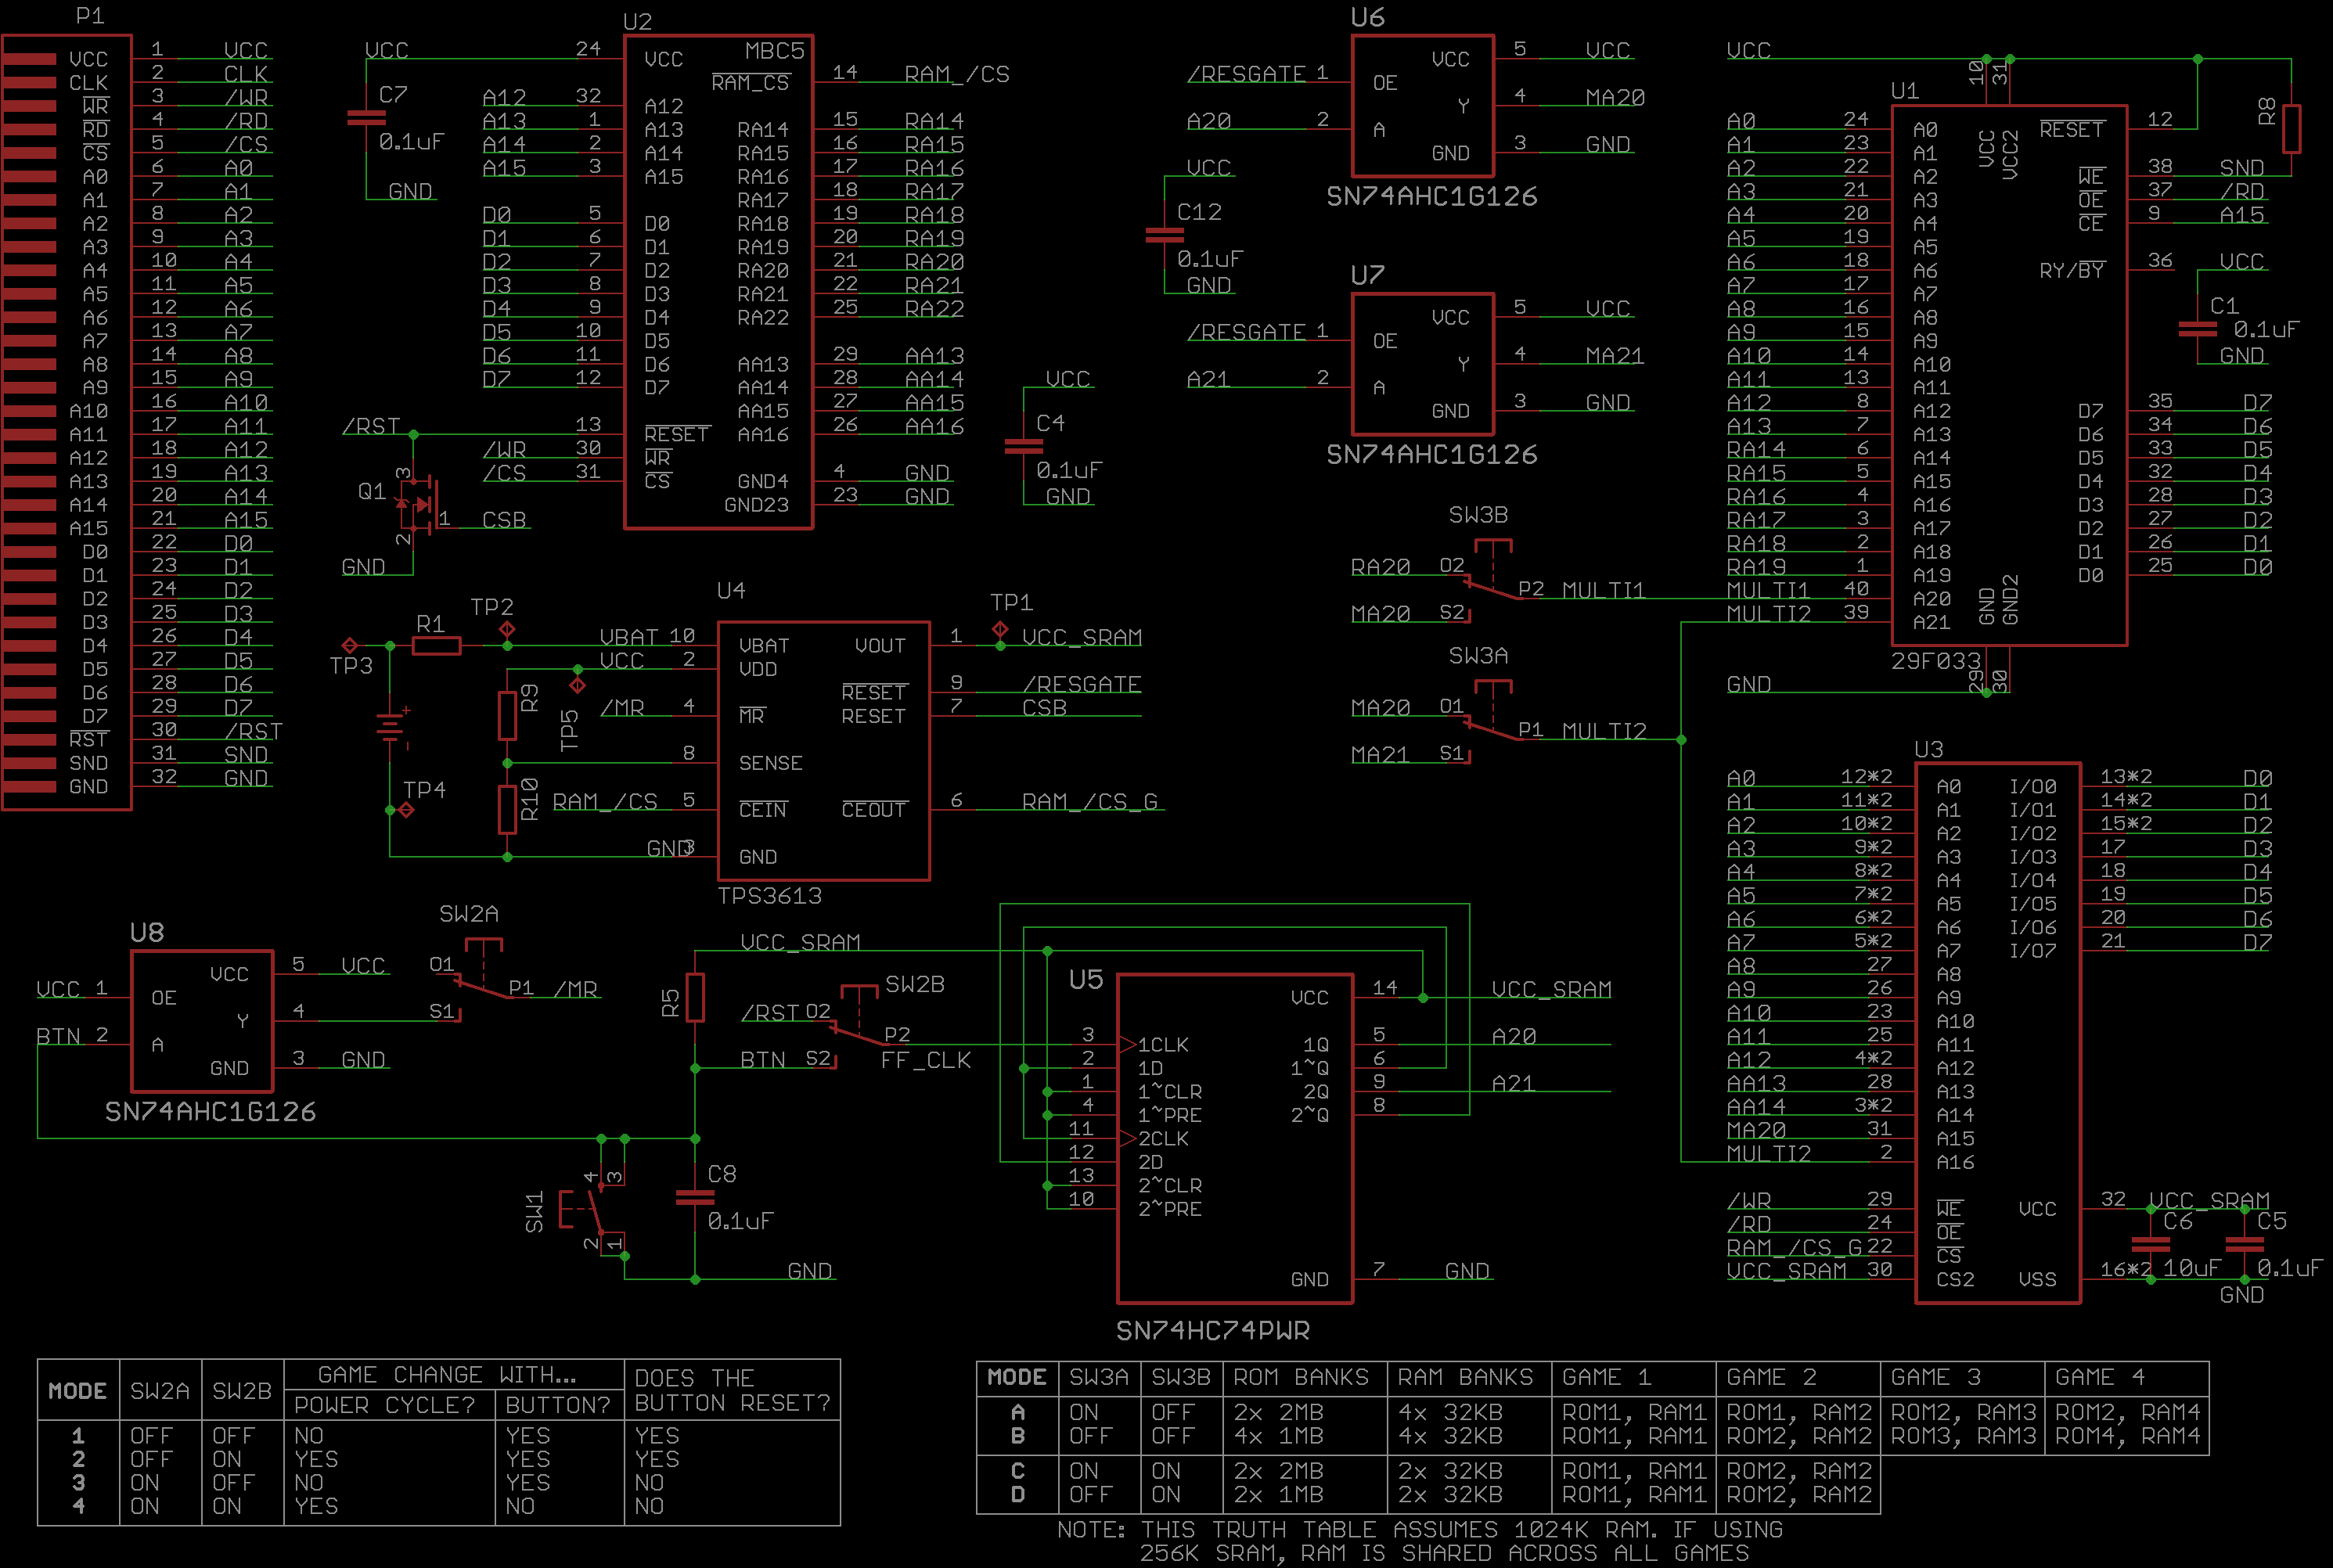 P1
VCC 1 VCC
CLK 2 CLK
WR 3 /WR
RD 4 /RD
CS 5 /CS
A0 6 A0
A1 7 A1
A2 8 A2
A3 9 A3
A4 10 A4
A5 11 A5
A6 12 A6
A7 13 A7
A8 14 A8
A9 15 A9
A10 16 A10
A11 17 A11
A12 18 A12
A13 19 A13
A14 20 A14
A15 21 A15
D0 22 D0
D1 23 D1
D2 24 D2
D3 25 D3
D4 26 D4
D5 27 D5
D6 28 D6
D7 29 D7
RST 30 /RST
SND 31 SND
GND 32 GND
U2
MBC5
VCC 24 VCC
C7
0.1uF
GND
A12 32 A12
A13 1 A13
A14 2 A14
A15 3 A15
D0 5 D0
D1 6 D1
D2 7 D2
D3 8 D3
D4 9 D4
D5 10 D5
D6 11 D6
D7 12 D7
/RST 13 RESET
/WR 30 WR
/CS 31 CS
RAM_CS 14 RAM_/CS
RA14 15 RA14
RA15 16 RA15
RA16 17 RA16
RA17 18 RA17
RA18 19 RA18
RA19 20 RA19
RA20 21 RA20
RA21 22 RA21
RA22 25 RA22
AA13 29 AA13
AA14 28 AA14
AA15 27 AA15
AA16 26 AA16
GND4 4 GND
GND23 23 GND
Q1
3
1 CSB
2
GND
VCC
C4
0.1uF
GND
U6
/RESGATE 1 OE
A20 2 A
VCC 5 VCC
Y 4 MA20
GND 3 GND
SN74AHC1G126
VCC
C12
0.1uF
GND
U7
/RESGATE 1 OE
A21 2 A
VCC 5 VCC
Y 4 MA21
GND 3 GND
SN74AHC1G126
SW3B
RA20 O2
MA20 S2
P2 MULTI1
SW3A
MA20 O1
MA21 S1
P1 MULTI2
VCC
10
31
U1
VCC
VCC2
A0 24 A0
A1 23 A1
A2 22 A2
A3 21 A3
A4 20 A4
A5 19 A5
A6 18 A6
A7 17 A7
A8 16 A8
A9 15 A9
A10 14 A10
A11 13 A11
A12 8 A12
A13 7 A13
RA14 6 A14
RA15 5 A15
RA16 4 A16
RA17 3 A17
RA18 2 A18
RA19 1 A19
MULTI1 40 A20
MULTI2 39 A21
RESET 12
R8
WE 38 SND
OE 37 /RD
CE 9 A15
RY/BY 36
VCC
C1
0.1uF
GND
D7 35 D7
D6 34 D6
D5 33 D5
D4 32 D4
D3 28 D3
D2 27 D2
D1 26 D1
D0 25 D0
GND
GND2
29F033
29
30
GND
U4
TP3
R1
TP2
VBAT 10 VBAT
VCC 2 VDD
/MR 4 MR
8 SENSE
RAM_/CS 5 CEIN
GND 3 GND
R9
TP5
R10
+
-
TP4
TP1
VOUT 1 VCC_SRAM
RESET 9 /RESGATE
RESET 7 CSB
CEOUT 6 RAM_/CS_G
TPS3613
U8
VCC 1 OE
BTN 2 A
VCC 5 VCC
Y 4
GND 3 GND
SN74AHC1G126
SW2A
O1
S1
P1 /MR
VCC_SRAM
R5
SW2B
/RST O2
BTN S2
P2
FF_CLK
SW1
4
3
2
1
C8
0.1uF
GND
U5
3 1CLK
2 1D
1 1~CLR
4 1~PRE
11 2CLK
12 2D
13 2~CLR
10 2~PRE
VCC 14 VCC_SRAM
1Q 5 A20
1~Q 6
2Q 9 A21
2~Q 8
GND 7 GND
SN74HC74PWR
U3
A0 12*2 A0
A1 11*2 A1
A2 10*2 A2
A3 9*2 A3
A4 8*2 A4
A5 7*2 A5
A6 6*2 A6
A7 5*2 A7
A8 27 A8
A9 26 A9
A10 23 A10
A11 25 A11
A12 4*2 A12
AA13 28 A13
AA14 3*2 A14
MA20 31 A15
MULTI2 2 A16
/WR 29 WE
/RD 24 OE
RAM_/CS_G 22 CS
VCC_SRAM 30 CS2
I/O0 13*2 D0
I/O1 14*2 D1
I/O2 15*2 D2
I/O3 17 D3
I/O4 18 D4
I/O5 19 D5
I/O6 20 D6
I/O7 21 D7
VCC 32 VCC_SRAM
C6
10uF
C5
0.1uF
VSS 16*2
GND
MODE SW2A SW2B GAME CHANGE WITH... DOES THE
POWER CYCLE? BUTTON? BUTTON RESET?
1 OFF OFF NO YES YES
2 OFF ON YES YES YES
3 ON OFF NO YES NO
4 ON ON YES NO NO
MODE SW3A SW3B ROM BANKS RAM BANKS GAME 1 GAME 2 GAME 3 GAME 4
A ON OFF 2x 2MB 4x 32KB ROM1, RAM1 ROM1, RAM2 ROM2, RAM3 ROM2, RAM4
B OFF OFF 4x 1MB 4x 32KB ROM1, RAM1 ROM2, RAM2 ROM3, RAM3 ROM4, RAM4
C ON ON 2x 2MB 2x 32KB ROM1, RAM1 ROM2, RAM2
D OFF ON 2x 1MB 2x 32KB ROM1, RAM1 ROM2, RAM2
NOTE: THIS TRUTH TABLE ASSUMES 1024K RAM. IF USING
256K SRAM, RAM IS SHARED ACROSS ALL GAMES